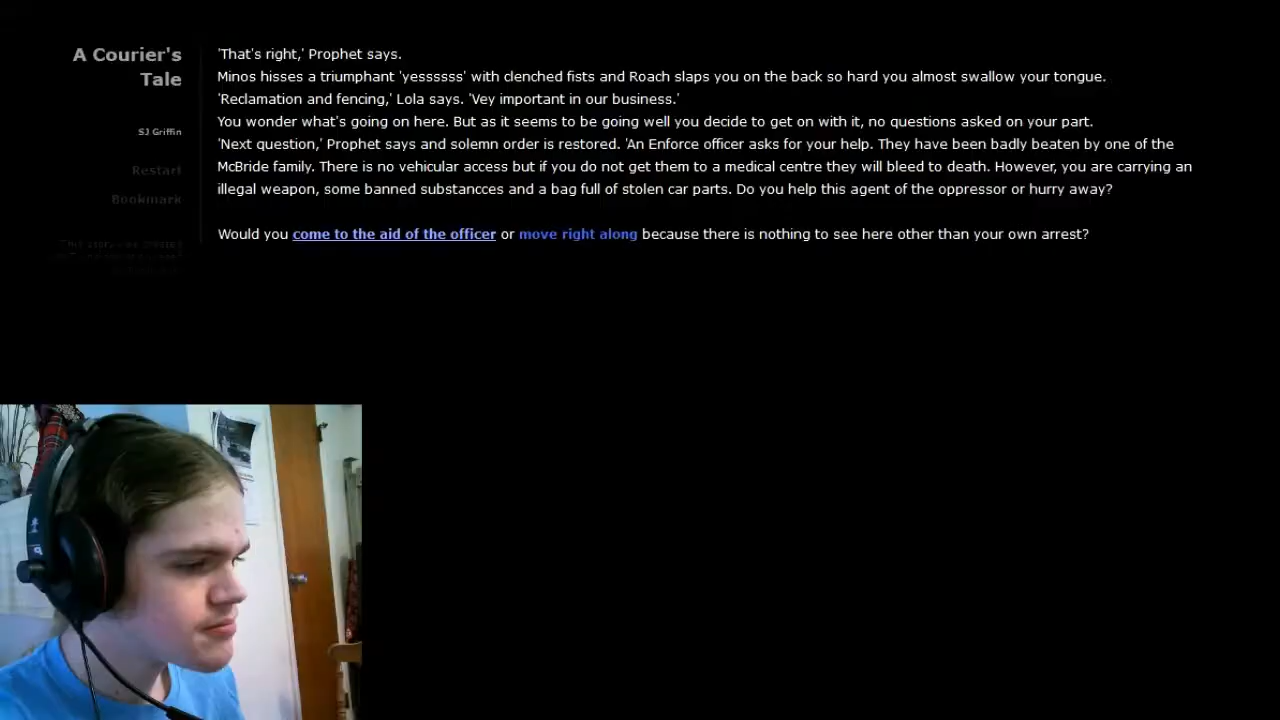 A Courier's
Tale
SJ Griffin
Restart
Bookmark
'That's right,' Prophet says.
Minos hisses a triumphant 'yessssss' with clenched fists and Roach slaps you on the back so hard you almost swallow your tongue.
'Reclamation and fencing,' Lola says. 'Vey important in our business.'
You wonder what's going on here. But as it seems to be going well you decide to get on with it, no questions asked on your part.
'Next question,' Prophet says and solemn order is restored. 'An Enforce officer asks for your help. They have been badly beaten by one of the
McBride family. There is no vehicular access but if you do not get them to a medical centre they will bleed to death. However, you are carrying an
illegal weapon, some banned substancces and a bag full of stolen car parts. Do you help this agent of the oppressor or hurry away?
Would you come to the aid of the officer or move right along because there is nothing to see here other than your own arrest?